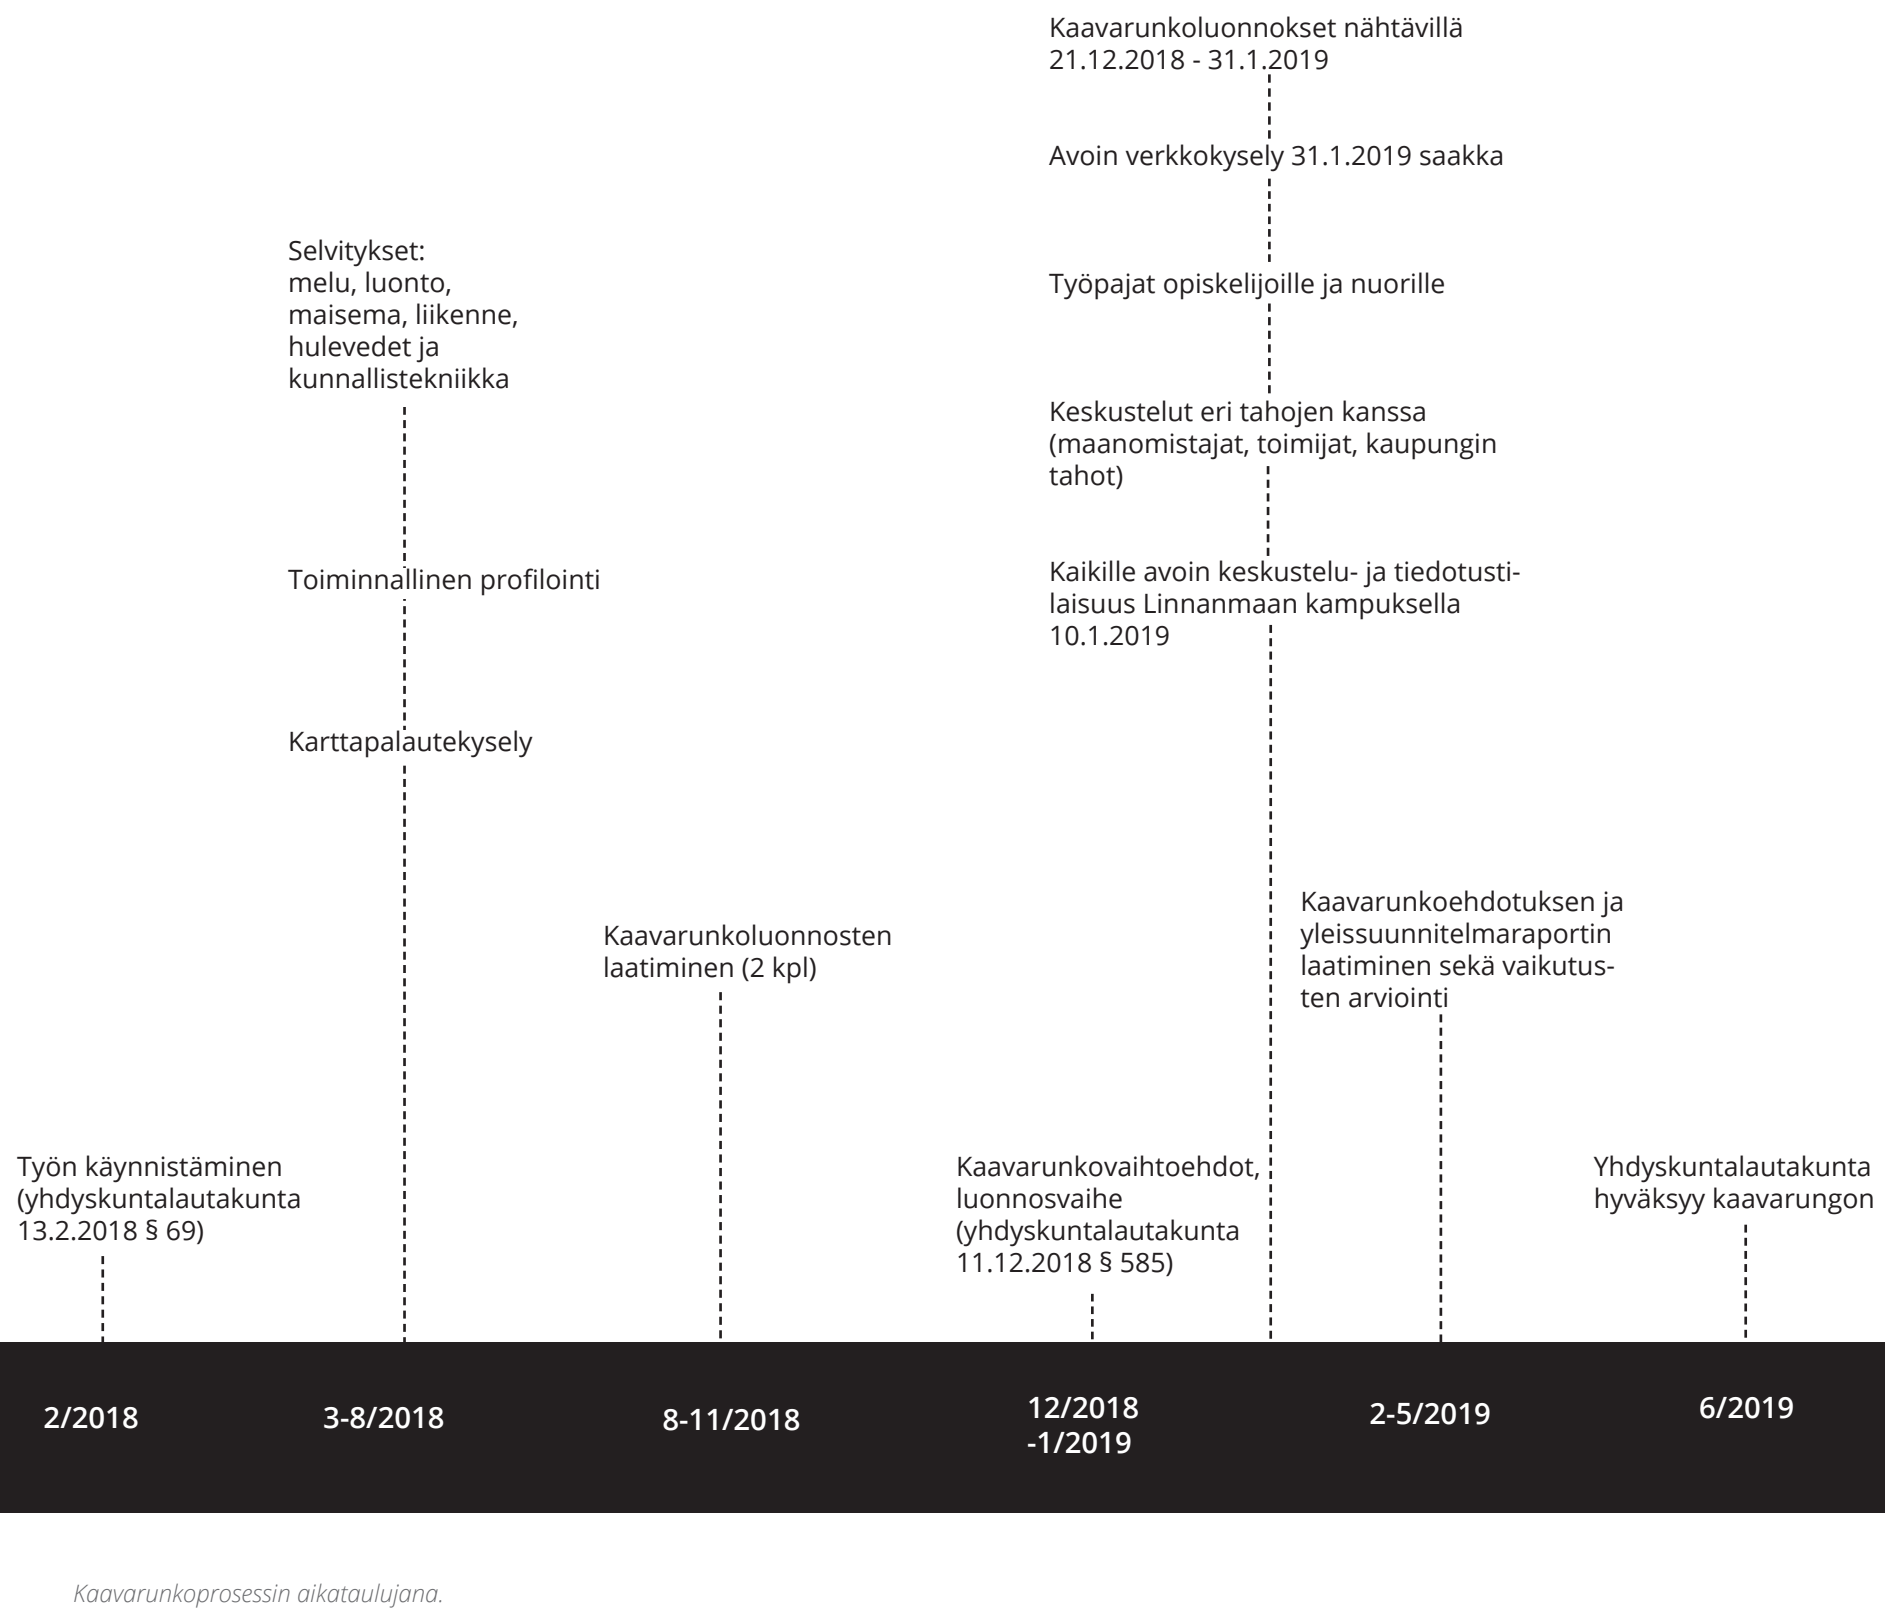 Kaavarunkoluonnokset nähtävillä
21.12.2018 - 31.1.2019
Avoin verkkokysely 31.1.2019 saakka
Työpajat opiskelijoille ja nuorille
Keskustelut eri tahojen kanssa
(maanomistajat, toimijat, kaupungin
tahot)
Kaikille avoin keskustelu- ja tiedotusti-
laisuus Linnanmaan kampuksella
10.1.2019
Selvitykset:
melu, luonto,
maisema, liikenne,
hulevedet ja
kunnallistekniikka
Toiminnallinen profilointi
Karttapalautekysely
Kaavarunkoluonnosten
laatiminen (2 kpl)
Kaavarunkoehdotuksen ja
yleissuunnitelmaraportin
laatiminen sekä vaikutus-
ten arviointi
Työn käynnistäminen
(yhdyskuntalautakunta
13.2.2018 § 69)
Kaavarunkovaihtoehdot,
luonnosvaihe
(yhdyskuntalautakunta
11.12.2018 § 585)
Yhdyskuntalautakunta
hyväksyy kaavarungon
2/2018
3-8/2018
8-11/2018
12/2018
-1/2019
2-5/2019
6/2019
Kaavarunkoprosessin aikataulujana.